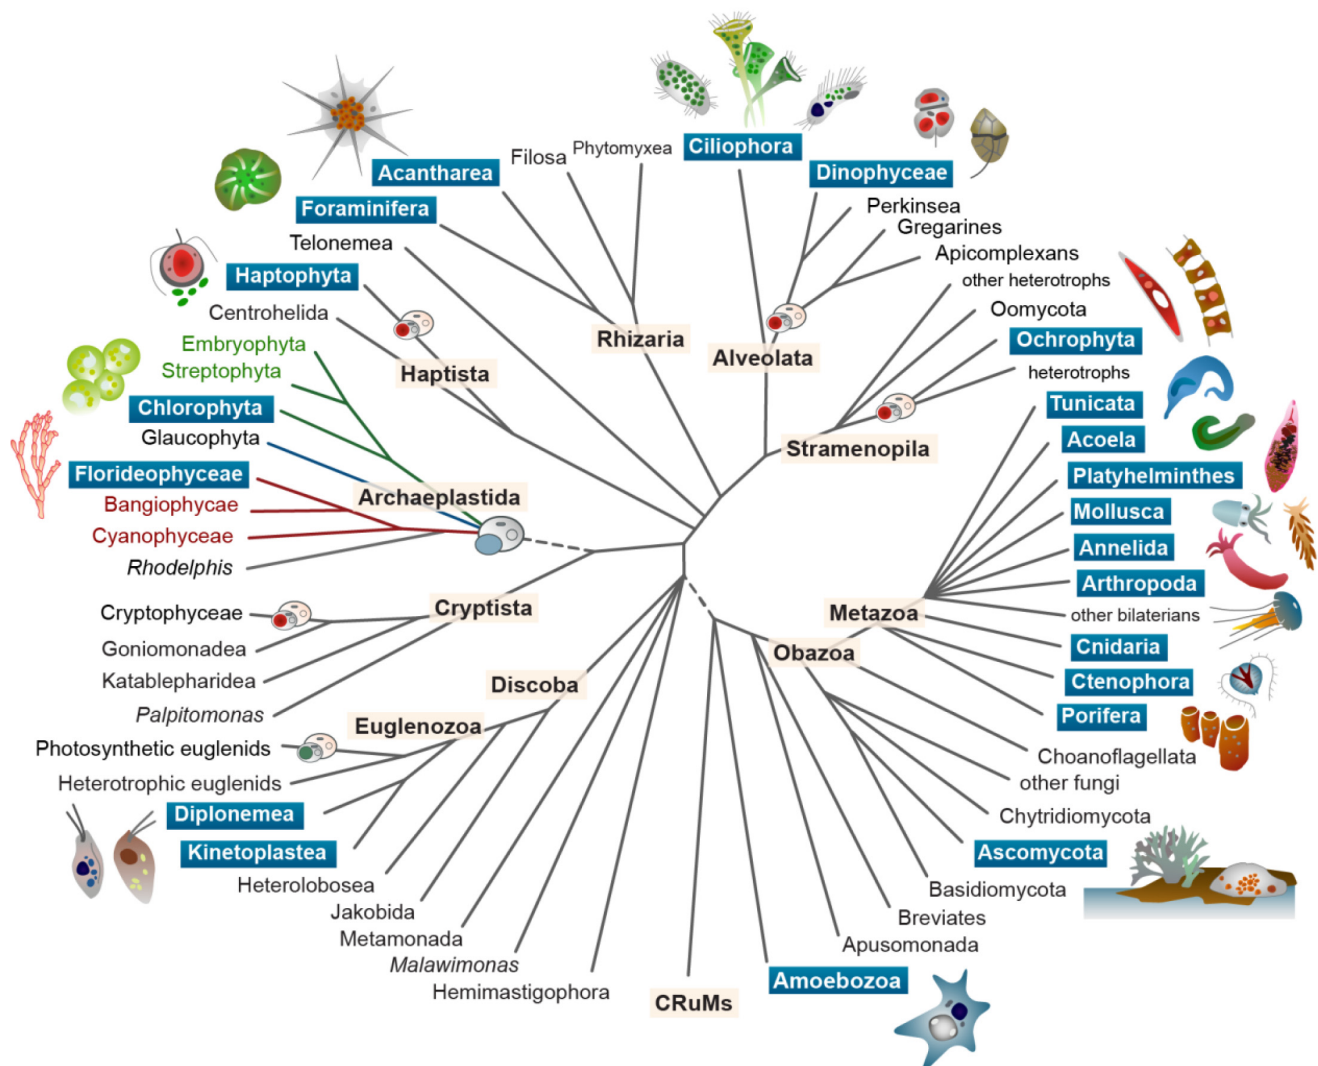 Ciliophora
Phytomyxea
Filosa
Acantharea
Dinophyceae
Foraminifera
Perkinsea
Gregarines
Telonemea
Apicomplexans
Haptophyta
other heterotrophs
Centrohelida
Oomycota
Rhizaria
Ochrophyta
Embryophyta
Alveolata
Streptophyta
Haptista
heterotrophs
Chlorophyta
Tunicata
Glaucophyta
Acoela
Stramenopila
Florideophyceae
Platyhelminthes
Archaeplastida
Bangiophycae
Mollusca
Cyanophyceae
Annelida
Rhodelphis
Arthropoda
Cryptophyceae
Cryptista
Metazoa
other bilaterians
Goniomonadea
Obazoa
Cnidaria
Katablepharidea
Discoba
Ctenophora
Palpitomonas
Porifera
Euglenozoa
Photosynthetic euglenids
Choanoflagellata
Heterotrophic euglenids
other fungi
Diplonemea
Chytridiomycota
Kinetoplastea
Ascomycota
Heterolobosea
Basidiomycota
Jakobida
Breviates
Metamonada
Apusomonada
Malawimonas
Amoebozoa
Hemimastigophora
CRuMs